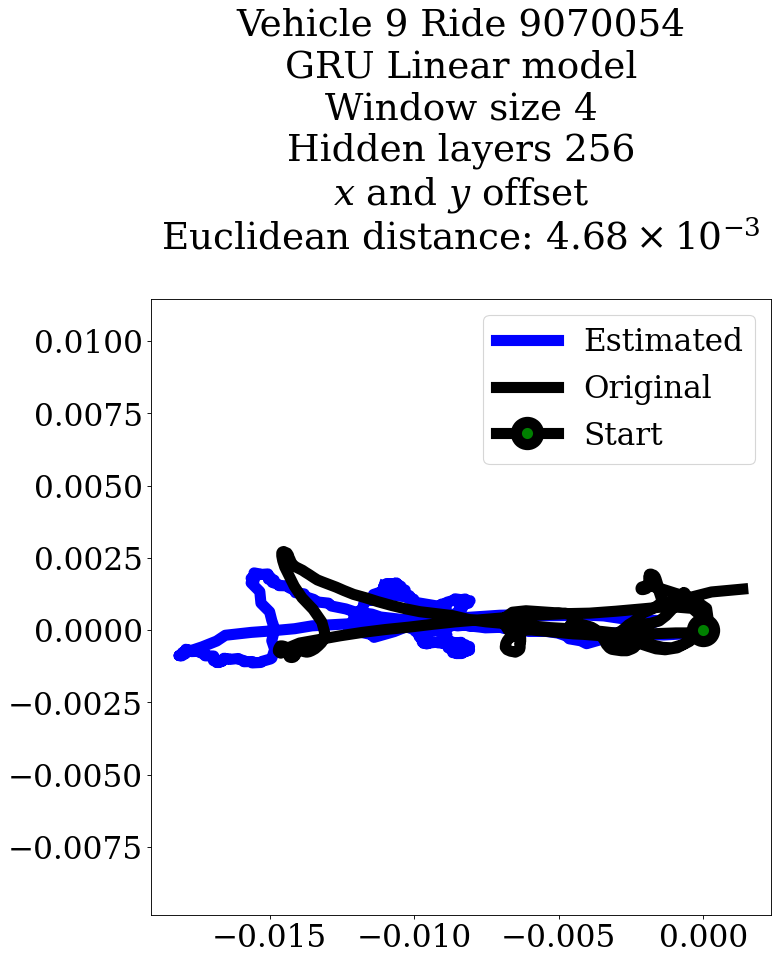 Vehicle 9 Ride 9070054
GRU Linear model
Window size 4
Hidden layers 256
x and y offset
Euclidean distance: 4.68 × 10⁻³
Estimated
Original
Start
0.0100
0.0075
0.0050
0.0025
0.0000
−0.0025
−0.0050
−0.0075
−0.015 −0.010 −0.005 0.000